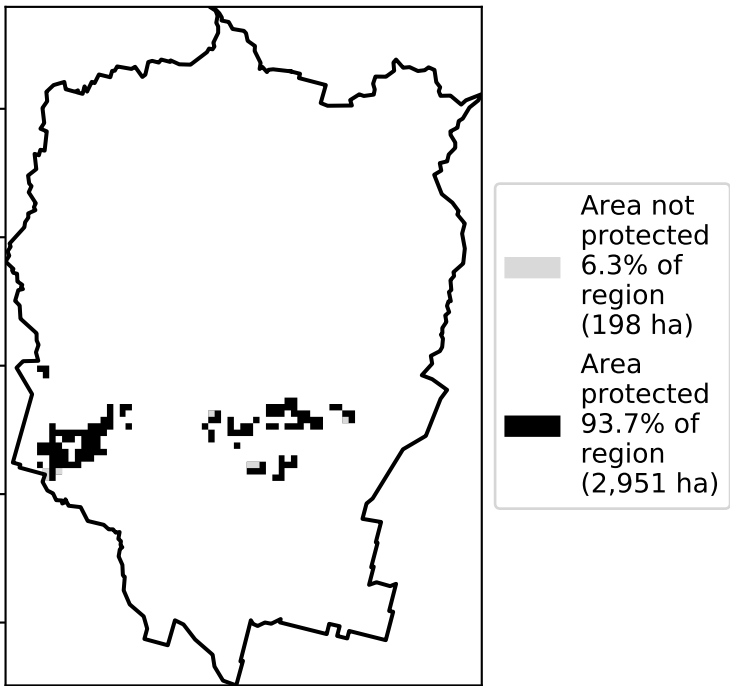 Area not
protected
6.3% of
region
(198 ha)
Area
protected
93.7% of
region
(2,951 ha)